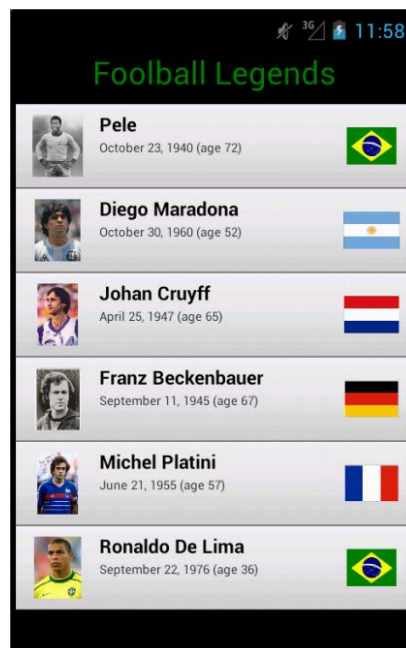 3G 11:58
Foolball Legends
Pele
October 23, 1940 (age 72)
Diego Maradona
October 30, 1960 (age 52)
Johan Cruyff
April 25, 1947 (age 65)
Franz Beckenbauer
September 11, 1945 (age 67)
Michel Platini
June 21, 1955 (age 57)
Ronaldo De Lima
September 22, 1976 (age 36)